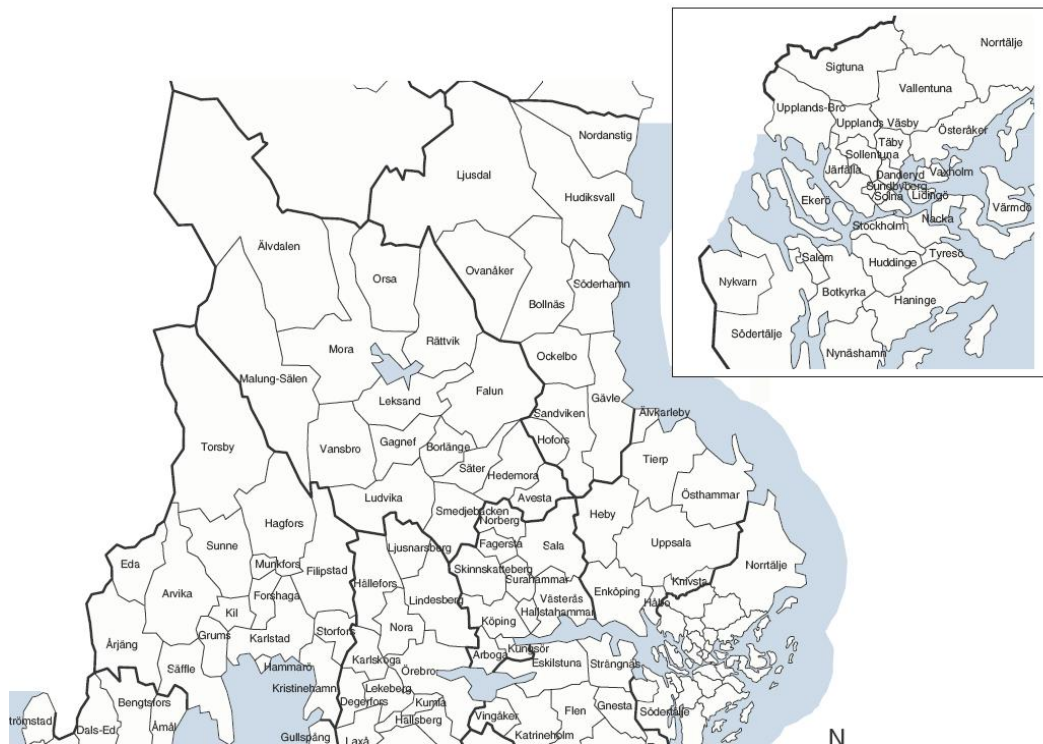 Norrtälje
Sigtuna
Vallentuna
Upplands-Bro
Upplands Väsby
Österåker
Täby
Sollentuna
Järfälla
Danderyd
Vaxholm
Sundbyberg
Solna
Lidingö
Ekerö
Värmdö
Nacka
Stockholm
Salem
Huddinge
Tyresö
Nykvarn
Botkyrka
Haninge
Södertälje
Nynäshamn
Nordanstig
Ljusdal
Hudiksvall
Älvdalen
Orsa
Ovanåker
Söderhamn
Bollnäs
Mora
Rättvik
Ockelbo
Malung-Sälen
Falun
Leksand
Gävle
Sandviken
Älvkarleby
Torsby
Vansbro
Gagnef
Borlänge
Hofors
Tierp
Säter
Hedemora
Östhammar
Ludvika
Avesta
Smedjebacken
Heby
Norberg
Hagfors
Uppsala
Sunne
Ljusnarsberg
Fagersta
Sala
Eda
Munkfors
Filipstad
Skinnskatteberg
Norrtälje
Hällefors
Surahammar
Knivsta
Arvika
Forshaga
Lindesberg
Västerås
Enköping
Håbo
Kil
Hallstahammar
Köping
Årjäng
Grums
Karlstad
Storfors
Nora
Kungsör
Arboga
Karlskoga
Eskilstuna
Strängnäs
Säffle
Hammarö
Örebro
Kristinehamn
Lekeberg
Bengtsfors
Degerfors
Kumla
Gnesta
Södertälje
trömstad
Dals-Ed
Åmål
Hallsberg
Vingåker
Flen
Gullspång
Laxå
Katrineholm
N